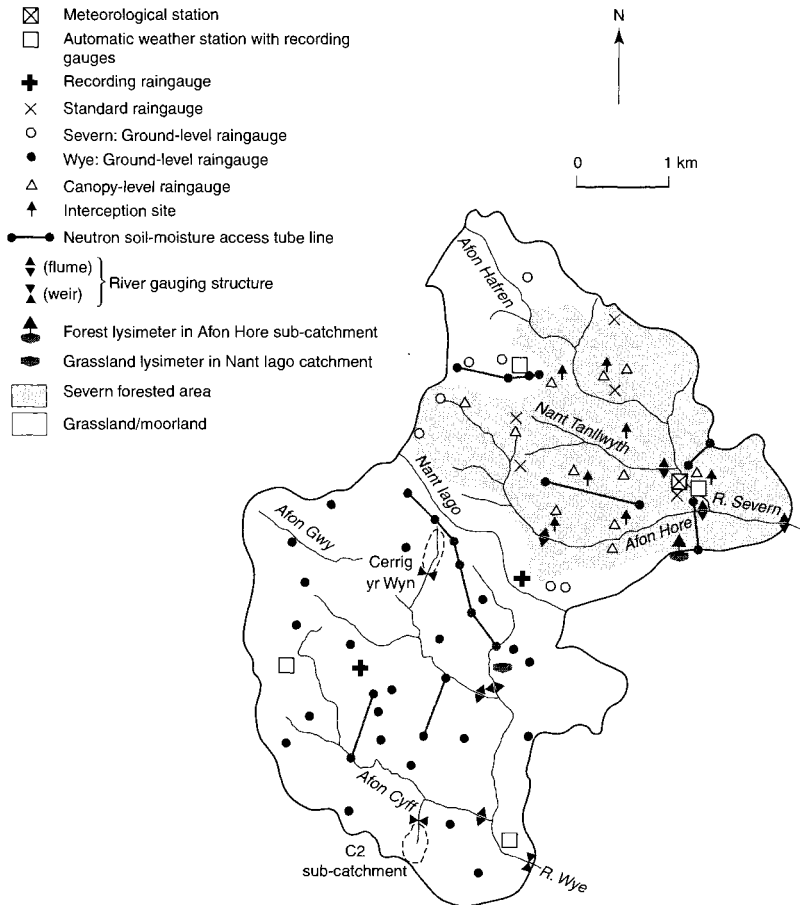 Meteorological station
Automatic weather station with recording
gauges
Recording raingauge
Standard raingauge
Severn: Ground-level raingauge
Wye: Ground-level raingauge
Canopy-level raingauge
Interception site
Neutron soil-moisture access tube line
(flume)
River gauging structure
(weir)
Forest lysimeter in Afon Hore sub-catchment
Grassland lysimeter in Nant Iago catchment
Severn forested area
Grassland/moorland
N
0 1 km
Afon Hafren
Nant Tanllwyth
Nant Iago
R. Severn
Afon Hore
Afon Gwy
Cerrig
yr Wyn
Afon Cyff
C2
sub-catchment
R. Wye